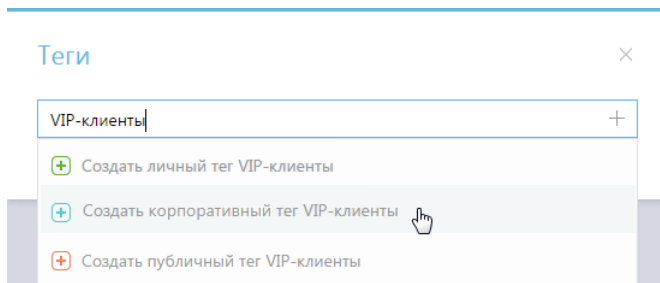 Теги
VIP-клиенты
Создать личный тег VIP-клиенты
Создать корпоративный тег VIP-клиенты
Создать публичный тег VIP-клиенты